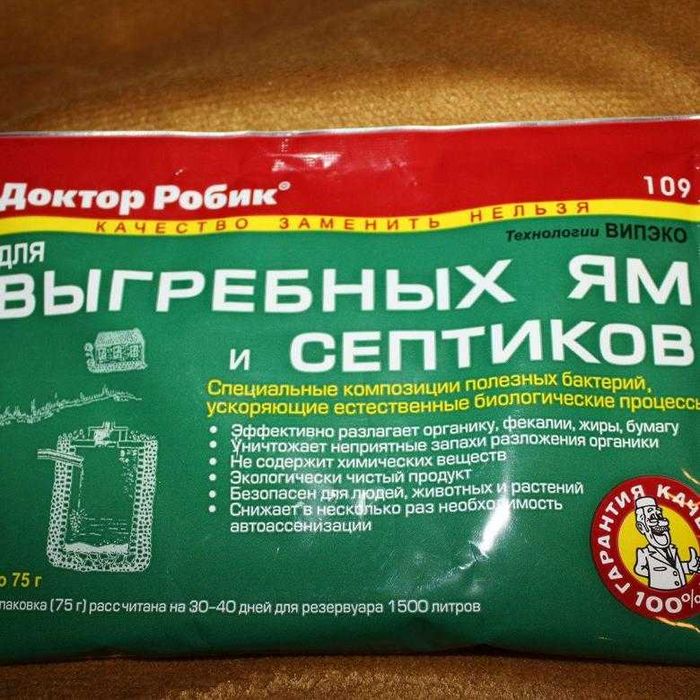 Доктор Робик®
109
КАЧЕСТВО ЗАМЕНИТЬ НЕЛЬЗЯ
Технологии ВИПЭКО
ДЛЯ
ВЫГРЕБНЫХ ЯМ
и СЕПТИКОВ
Специальные композиции полезных бактерий,
ускоряющие естественные биологические процессы
• Эффективно разлагает органику, фекалии, жиры, бумагу
• Уничтожает неприятные запахи разложения органики
• Не содержит химических веществ
• Экологически чистый продукт
• Безопасен для людей, животных и растений
• Снижает в несколько раз необходимость
автоассенизации
ГАРАНТИЯ КАЧЕ
100%
о 75 г
паковка (75 г) рассчитана на 30-40 дней для резервуара 1500 литров